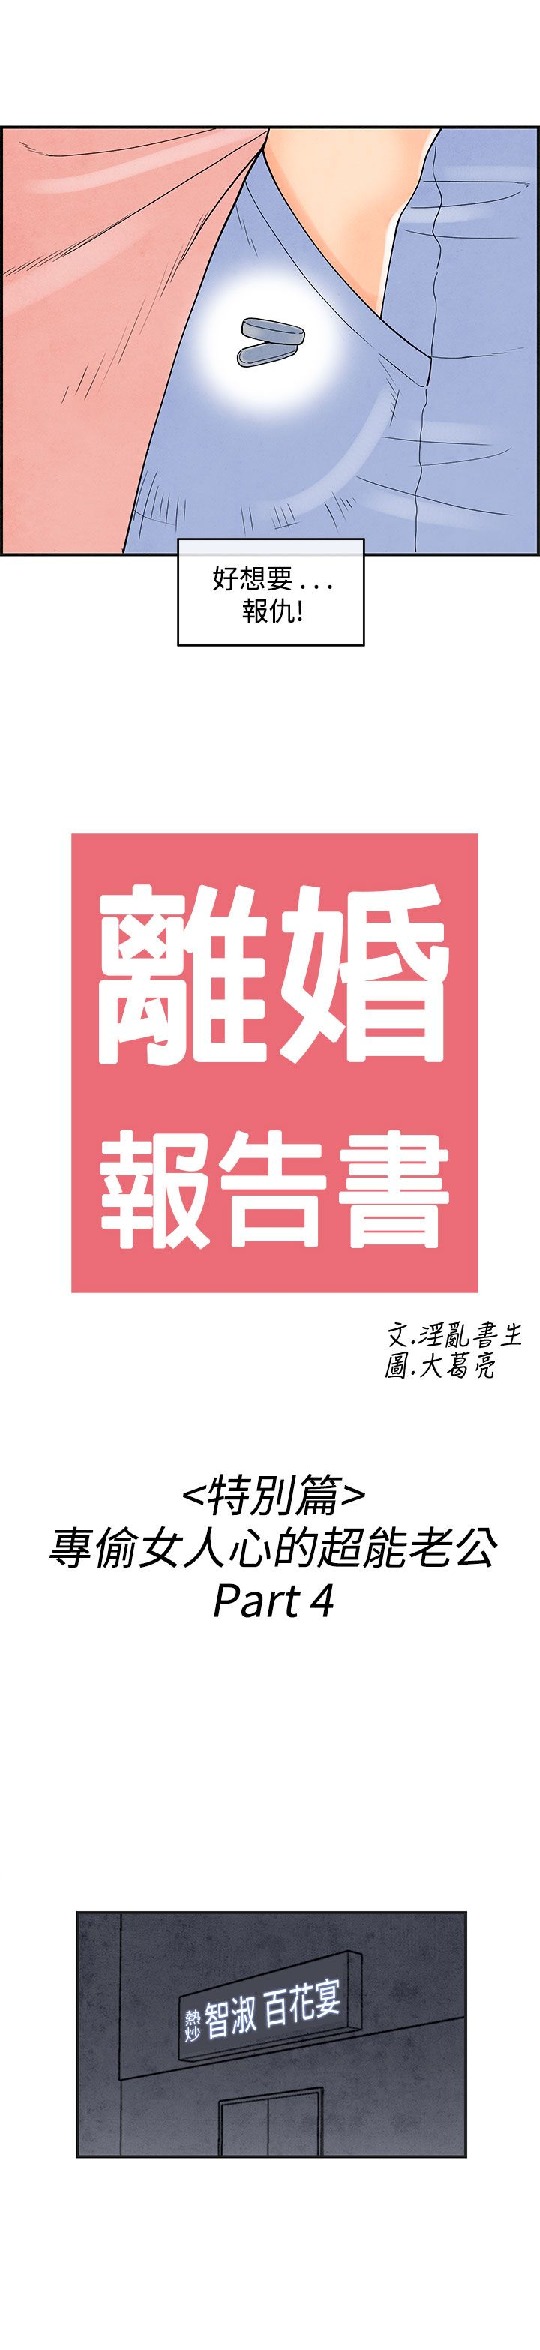 好想要...
報仇!
離婚
報告書
文.淫亂書生
圖.大葛亮
<特別篇>
專偷女人心的超能老公
Part 4
熱炒 智淑 百花宴